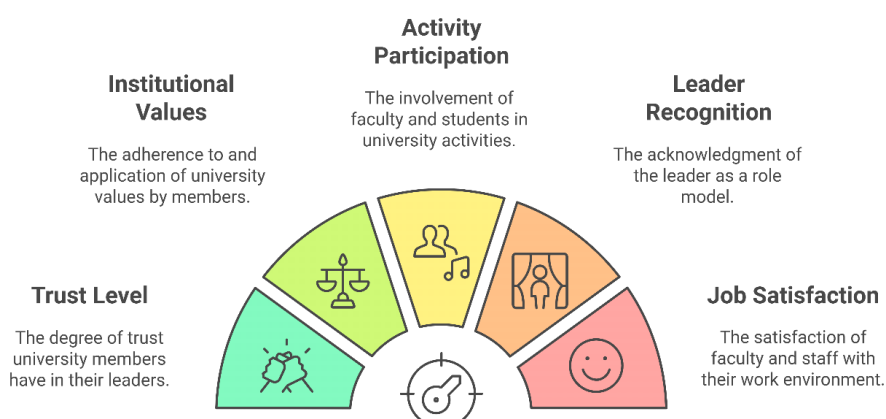 Activity
Participation
The involvement of
faculty and students in
university activities.
Institutional
Values
The adherence to and
application of university
values by members.
Leader
Recognition
The acknowledgment of
the leader as a role
model.
Trust Level
The degree of trust
university members
have in their leaders.
Job Satisfaction
The satisfaction of
faculty and staff with
their work environment.